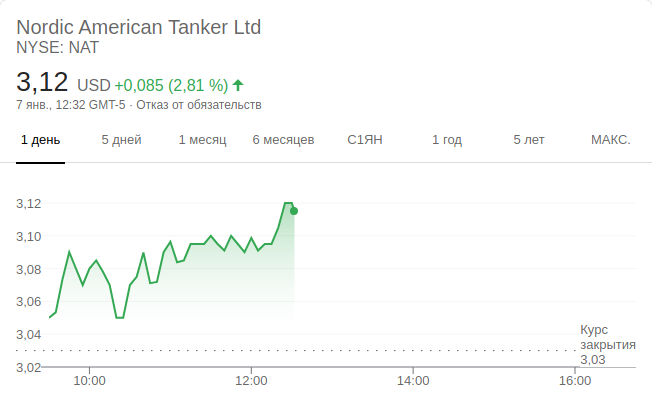 Nordic American Tanker Ltd
NYSE: NAT
3,12 USD +0,085 (2,81 %)
7 янв., 12:32 GMT-5 · Отказ от обязательств
1 день 5 дней 1 месяц 6 месяцев С1ЯН 1 год 5 лет МАКС.
3,12
3,10
3,08
3,06
3,04
3,02
Курс
закрытия
3,03
10:00 12:00 14:00 16:00